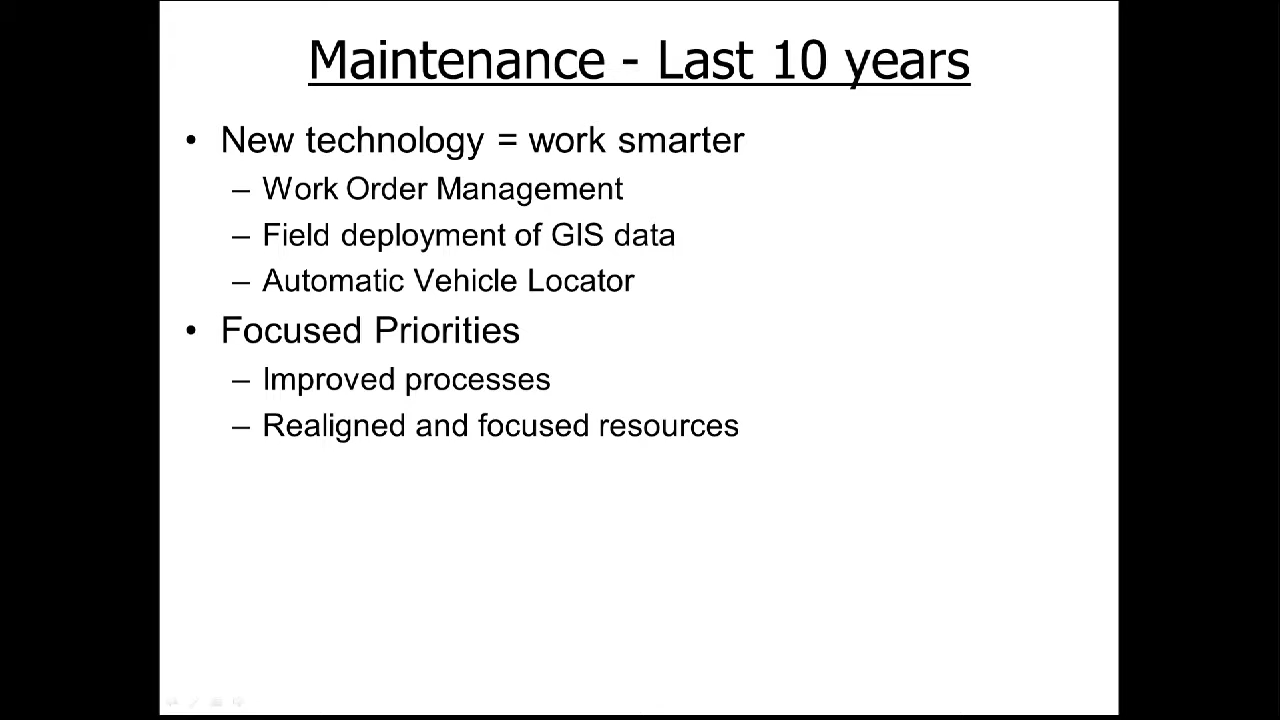 Maintenance - Last 10 years
• New technology = work smarter
– Work Order Management
– Field deployment of GIS data
– Automatic Vehicle Locator
• Focused Priorities
– Improved processes
– Realigned and focused resources